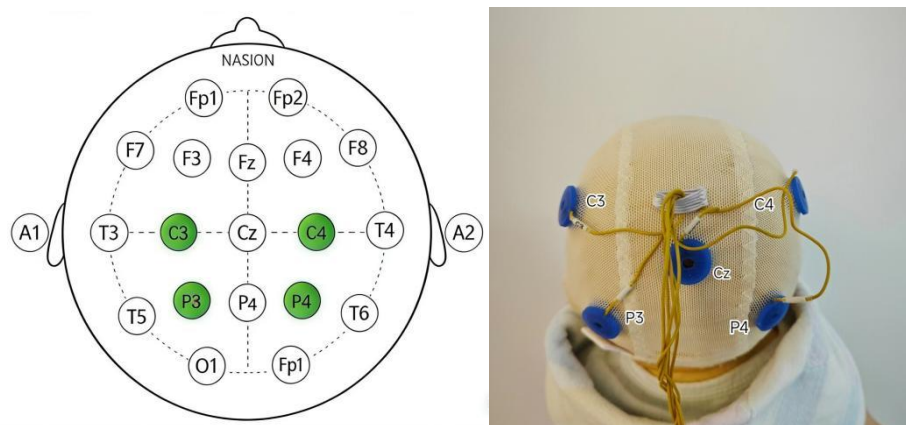 NASION
Fp1 Fp2
F7 F3 Fz F4 F8
A1 T3 C3 Cz C4 T4 A2
T5 P3 P4 P4 T6
O1 Fp1
C3 C4
Cz
P3 P4